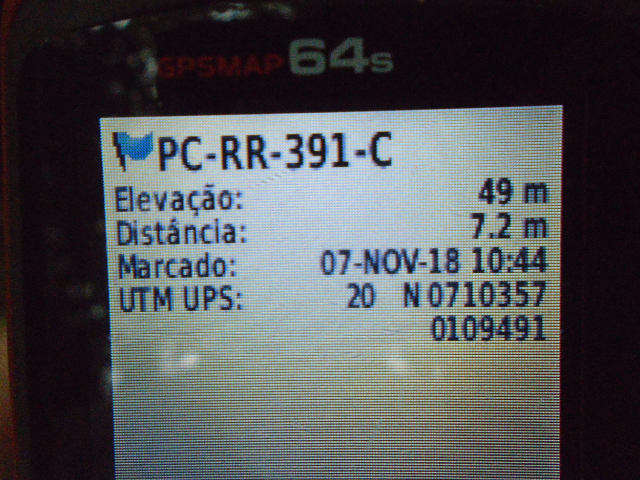 GPSMAP 64s
PC-RR-391-C
Elevação: 49 m
Distância: 7.2 m
Marcado: 07-NOV-18 10:44
UTM UPS: 20 N 0710357
0109491